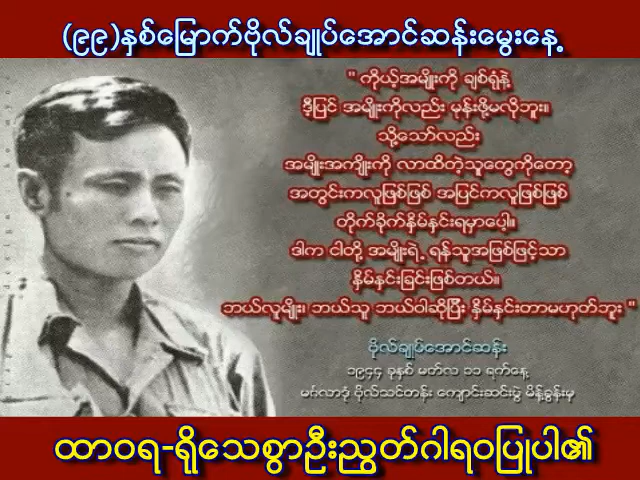 (၉၉)နှစ်မြောက်ဗိုလ်ချုပ်အောင်ဆန်းမွေးနေ့
" ကိုယ့်အမျိုးကို ချစ်ရုံနဲ့
ဒီ့ပြင် အမျိုးကိုလည်း မုန်းဖို့မလိုဘူး။
သို့သော်လည်း
အမျိုးအကျိုးကို လာထိတဲ့သူတွေကိုတော့
အတွင်းကလူဖြစ်ဖြစ် အပြင်ကလူဖြစ်ဖြစ်
တိုက်ခိုက်နှိမ်နင်းရမှာပေါ့။
ဒါက ငါတို့ အမျိုးရဲ့ ရန်သူအဖြစ်ဖြင့်သာ
နှိမ်နင်းခြင်းဖြစ်တယ်။
ဘယ်လူမျိုး၊ ဘယ်သူ ဘယ်ဝါဆိုပြီး နှိမ်နင်းတာမဟုတ်ဘူး "
ဗိုလ်ချုပ်အောင်ဆန်း
၁၉၄၄ ခုနှစ် မတ်လ ၁၁ ရက်နေ့
မင်္ဂလာဒုံ ဗိုလ်သင်တန်း ကျောင်းဆင်းပွဲ မိန့်ခွန်းမှ
ထာဝရ-ရိုသေစွာဦးညွှတ်ဂါရဝပြုပါ၏